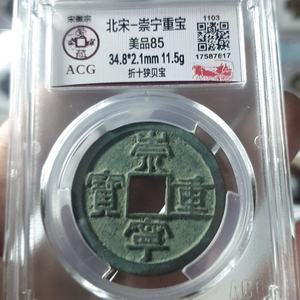 宋徽宗
ACG
北宋-崇宁重宝
美品85
34.8*2.1mm 11.5g
折十狭贝宝
1103
17587617
崇
寧
重
寳